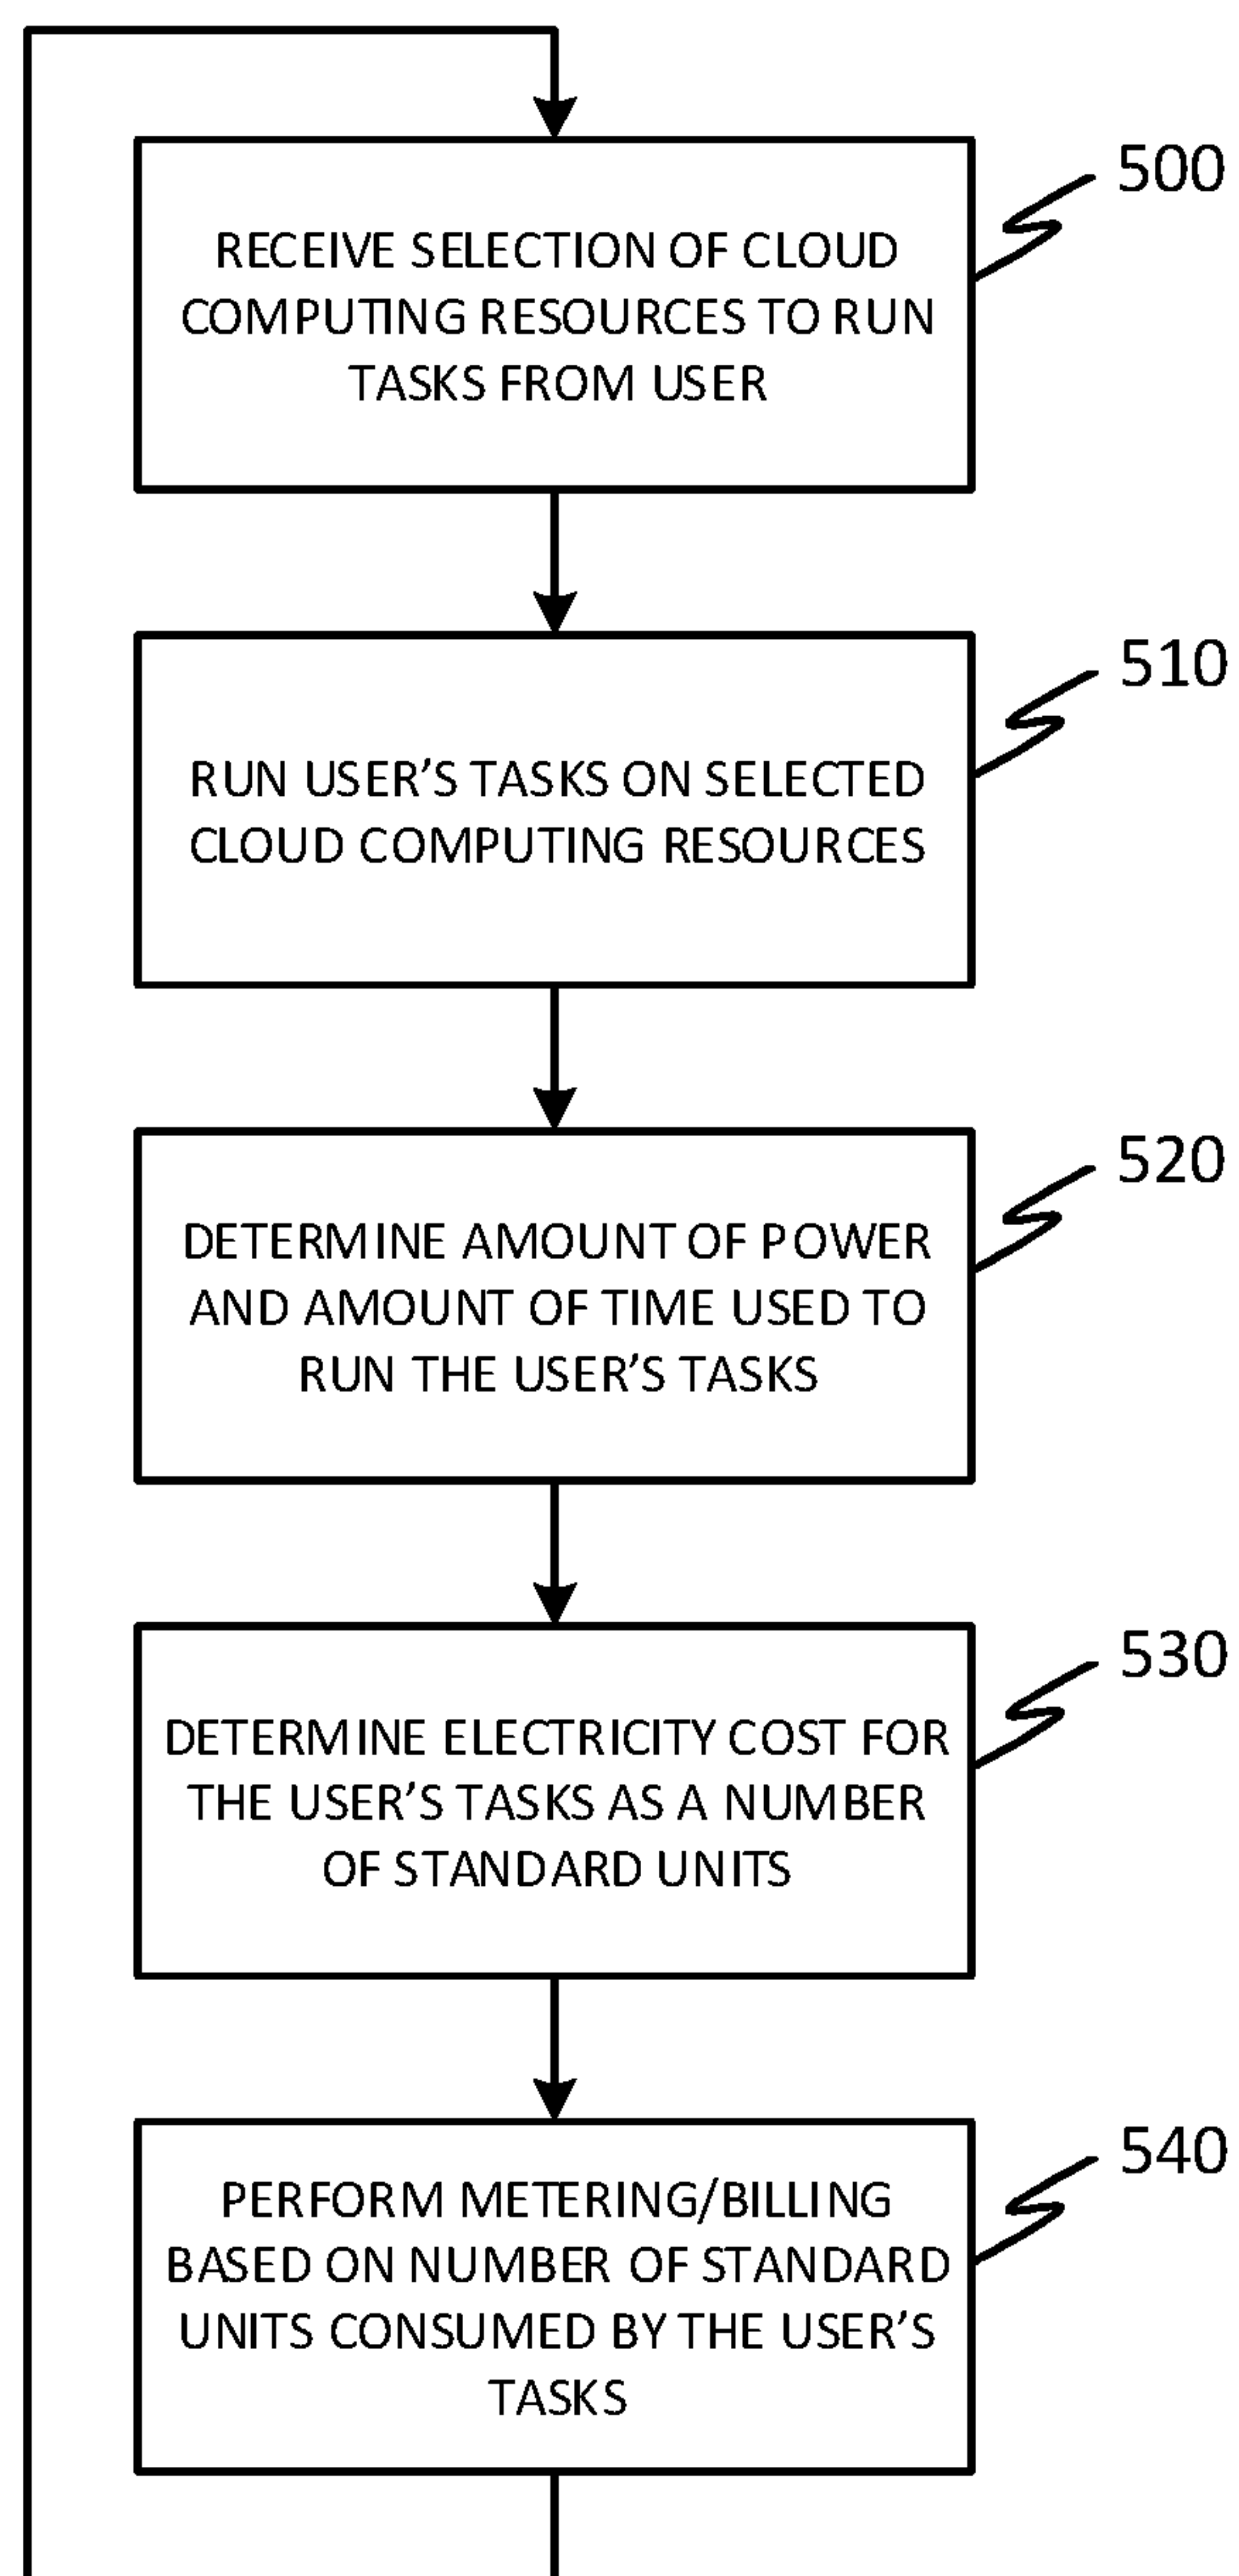 500
RECEIVE SELECTION OF CLOUD
COMPUTING RESOURCES TO RUN
TASKS FROM USER
510
RUN USER’S TASKS ON SELECTED
CLOUD COMPUTING RESOURCES
520
DETERMINE AMOUNT OF POWER
AND AMOUNT OF TIME USED TO
RUN THE USER’S TASKS
530
DETERMINE ELECTRICITY COST FOR
THE USER’S TASKS AS A NUMBER
OF STANDARD UNITS
540
PERFORM METERING/BILLING
BASED ON NUMBER OF STANDARD
UNITS CONSUMED BY THE USER’S
TASKS